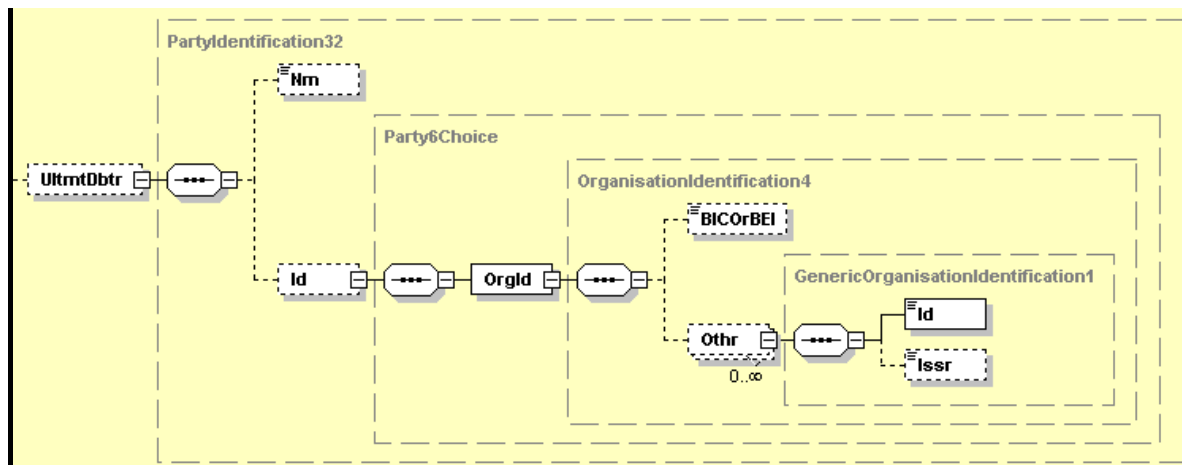 PartyIdentification32
Nm
Party6Choice
UltmtDbtr
OrganisationIdentification4
BICOrBEI
Id
OrgId
GenericOrganisationIdentification1
Id
Othr
0..∞
Issr